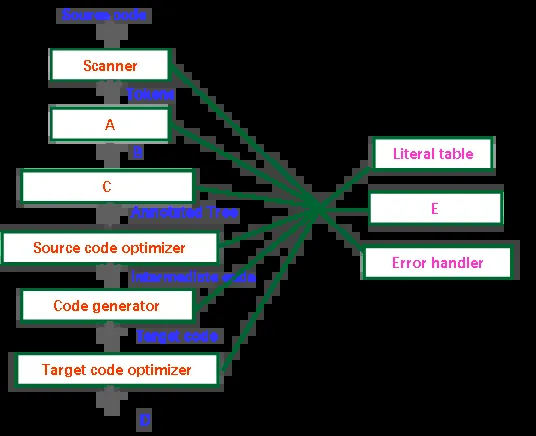 Source code
Scanner
Tokens
A
B
C
Annotated Tree
Source code optimizer
Intermediate code
Code generator
Target code
Target code optimizer
D
Literal table
E
Error handler